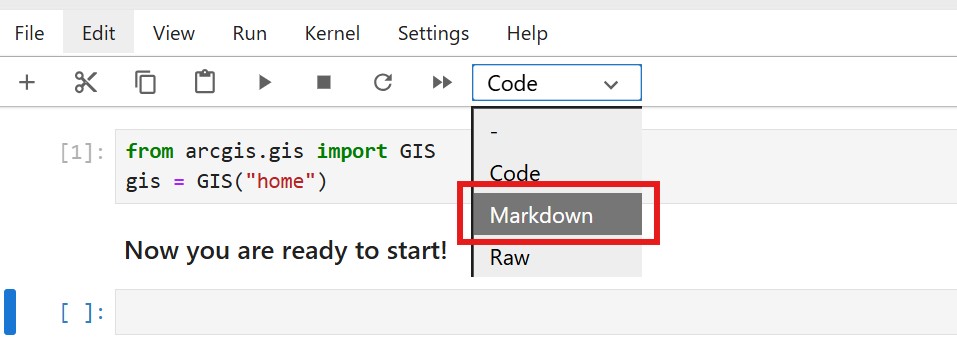 File Edit View Run Kernel Settings Help
Code
-
Code
Markdown
Raw
[1]: from arcgis.gis import GIS
gis = GIS("home")
Now you are ready to start!
[ ]: